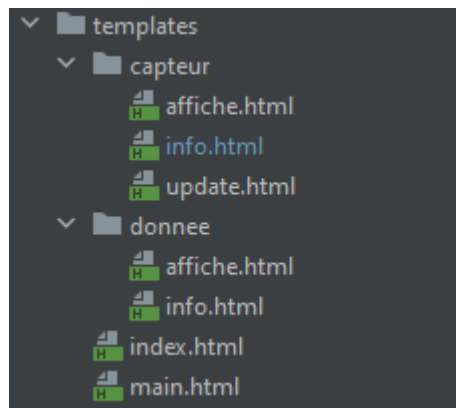 templates
capteur
affiche.html
info.html
update.html
donnee
affiche.html
info.html
index.html
main.html